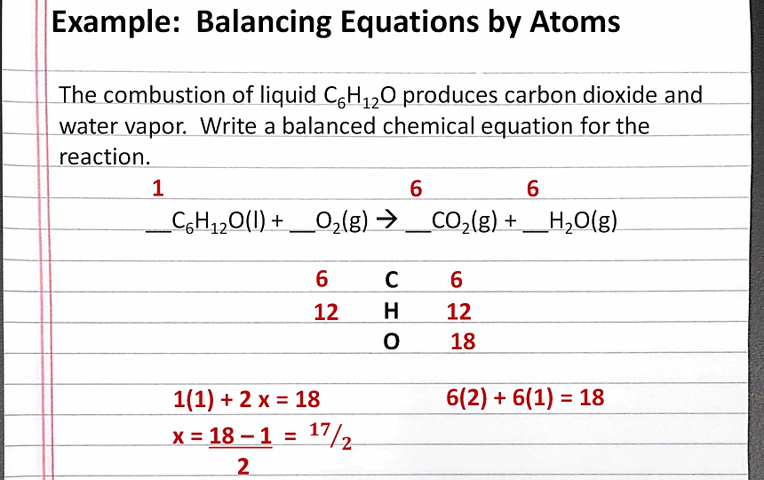 Example: Balancing Equations by Atoms
The combustion of liquid C₆H₁₂O produces carbon dioxide and
water vapor. Write a balanced chemical equation for the
reaction.
1 6 6
__C₆H₁₂O(l) + __O₂(g) → __CO₂(g) + __H₂O(g)
6 C 6
12 H 12
O 18
1(1) + 2 x = 18 6(2) + 6(1) = 18
x = 18 – 1 = 17/2
2